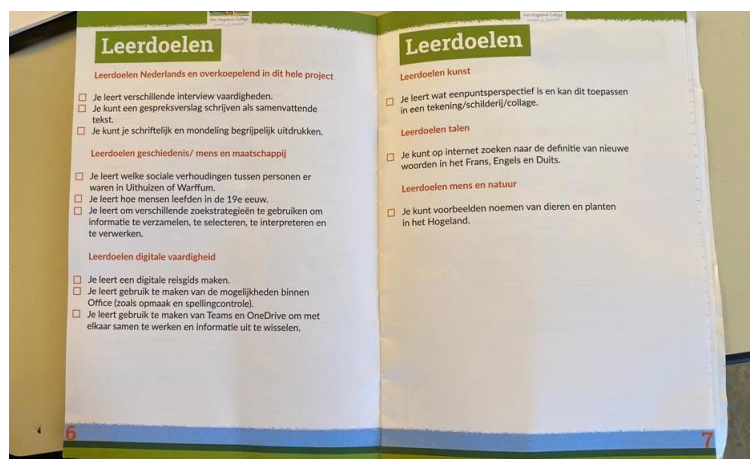 Het Hogeland College
Leerdoelen
Leerdoelen Nederlands en overkoepelend in dit hele project
Je leert verschillende interview vaardigheden.
Je kunt een gespreksverslag schrijven als samenvattende
tekst.
Je kunt je schriftelijk en mondeling begrijpelijk uitdrukken.
Leerdoelen geschiedenis/ mens en maatschappij
Je leert welke sociale verhoudingen tussen personen er
waren in Uithuizen of Warffum.
Je leert hoe mensen leefden in de 19e eeuw.
Je leert om verschillende zoekstrategieën te gebruiken om
informatie te verzamelen, te selecteren, te interpreteren en
te verwerken.
Leerdoelen digitale vaardigheid
Je leert een digitale reisgids maken.
Je leert gebruik te maken van de mogelijkheden binnen
Office (zoals opmaak en spellingcontrole).
Je leert gebruik te maken van Teams en OneDrive om met
elkaar samen te werken en informatie uit te wisselen.
6
Het Hogeland College
Leerdoelen
Leerdoelen kunst
Je leert wat eenpuntsperspectief is en kan dit toepassen
in een tekening/schilderij/collage.
Leerdoelen talen
Je kunt op internet zoeken naar de definitie van nieuwe
woorden in het Frans, Engels en Duits.
Leerdoelen mens en natuur
Je kunt voorbeelden noemen van dieren en planten
in het Hogeland.
7